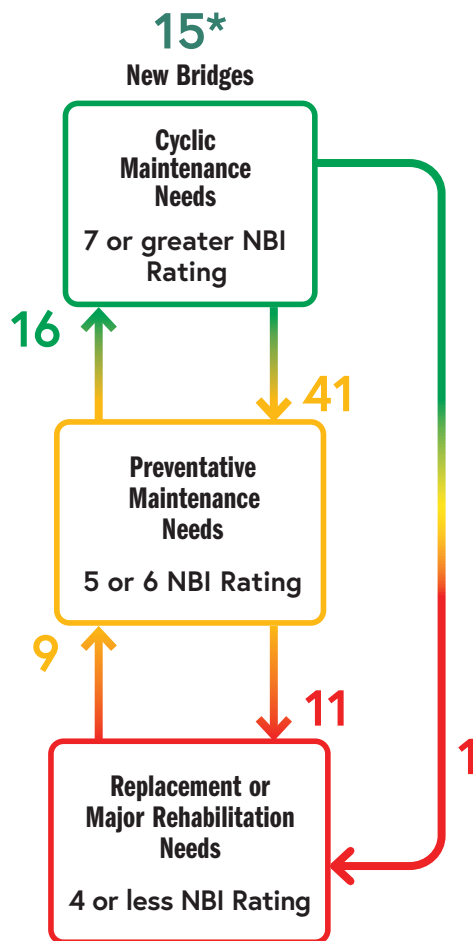 15*
New Bridges
Cyclic
Maintenance
Needs
7 or greater NBI
Rating
16
41
Preventative
Maintenance
Needs
5 or 6 NBI Rating
9
11
1
Replacement or
Major Rehabilitation
Needs
4 or less NBI Rating